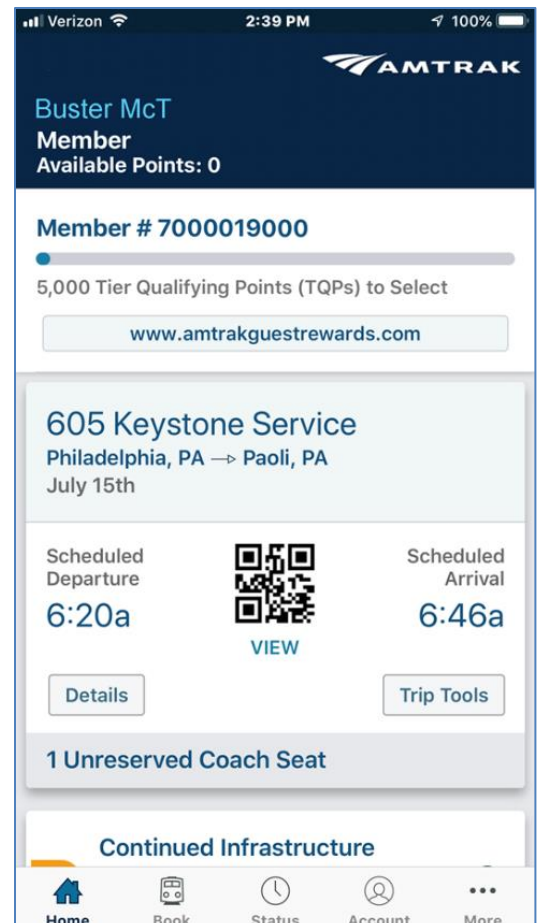 Verizon 2:39 PM 100%
AMTRAK
Buster McT
Member
Available Points: 0
Member # 7000019000
5,000 Tier Qualifying Points (TQPs) to Select
www.amtrakguestrewards.com
605 Keystone Service
Philadelphia, PA → Paoli, PA
July 15th
Scheduled Departure
6:20a
VIEW
Scheduled Arrival
6:46a
Details Trip Tools
1 Unreserved Coach Seat
Continued Infrastructure
Home Book Status Account More